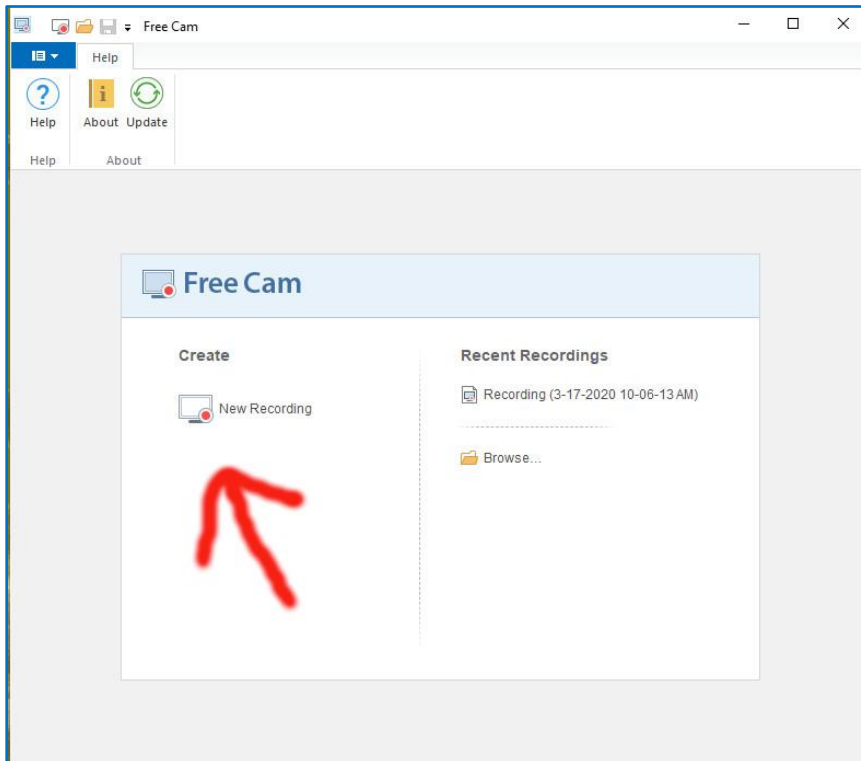 Free Cam
Help
Help
About Update
Help
About
Free Cam
Create
New Recording
Recent Recordings
Recording (3-17-2020 10-06-13 AM)
Browse...